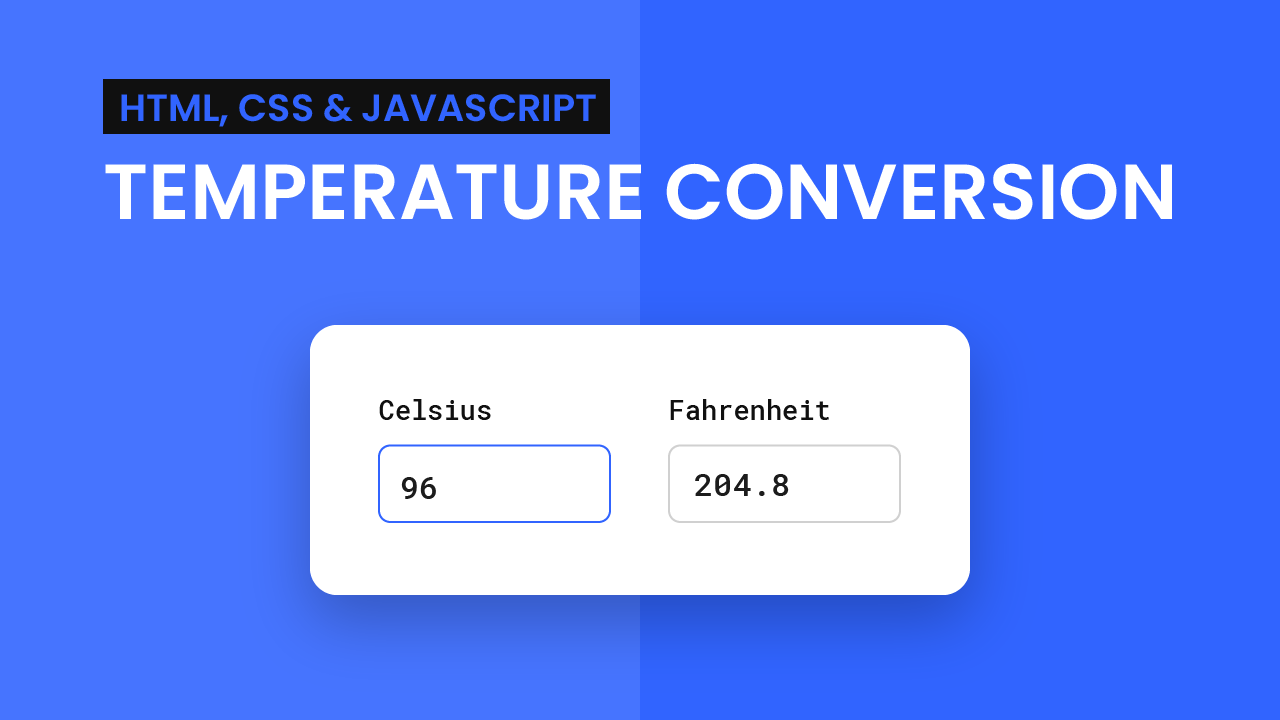 HTML, CSS & JAVASCRIPT
TEMPERATURE CONVERSION
Celsius Fahrenheit
96 204.8